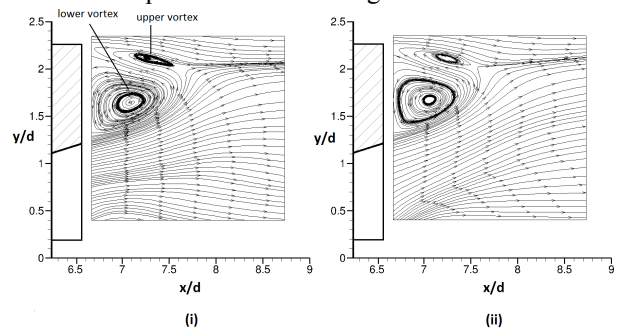 lower vortex upper vortex
2.5 2.5
2 2
1.5 1.5
y/d y/d
1 1
0.5 0.5
0 0
6.5 7 7.5 8 8.5 9 6.5 7 7.5 8 8.5 9
x/d x/d
(i) (ii)